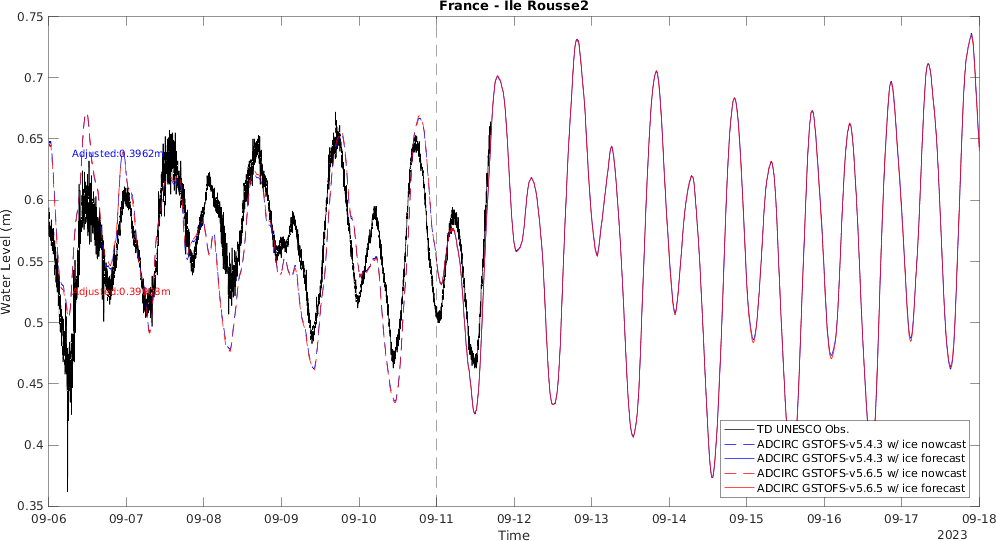 France - Ile Rousse2
0.75
0.7
0.65
0.6
0.55
0.5
0.45
0.4
0.35
Water Level (m)
Adjusted:0.3962m
TD UNESCO Obs.
ADCIRC GSTOFS-v5.4.3 w/ ice nowcast
ADCIRC GSTOFS-v5.4.3 w/ ice forecast
ADCIRC GSTOFS-v5.6.5 w/ ice nowcast
ADCIRC GSTOFS-v5.6.5 w/ ice forecast
09-06 09-07 09-08 09-09 09-10 09-11 09-12 09-13 09-14 09-15 09-16 09-17 09-18
Time
2023